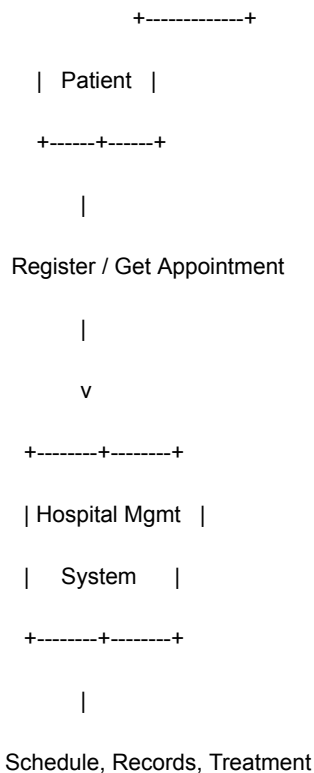 +-------------+
| Patient |
+------+------+
|
Register / Get Appointment
|
v
+--------+--------+
| Hospital Mgmt |
| System |
+--------+--------+
|
Schedule, Records, Treatment